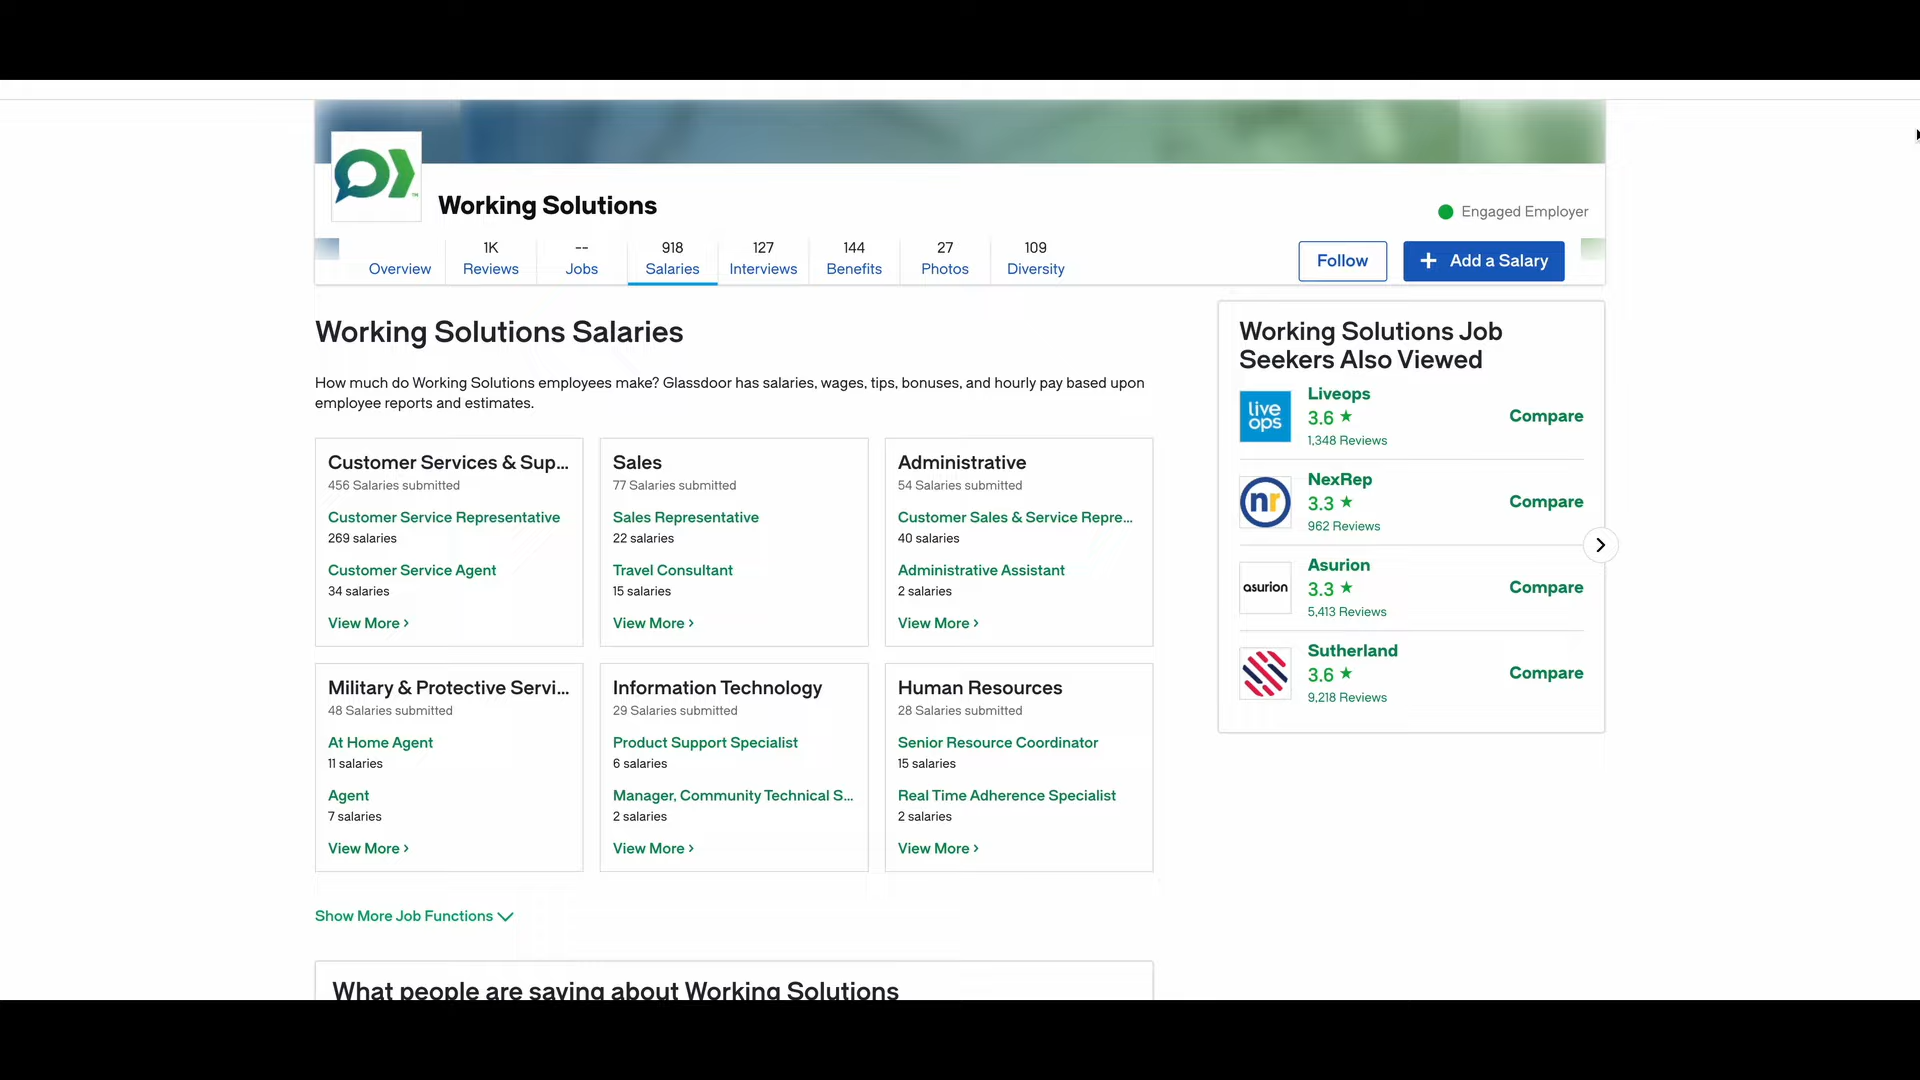 Working Solutions
Engaged Employer
Overview
1K
Reviews
--
Jobs
918
Salaries
127
Interviews
144
Benefits
27
Photos
109
Diversity
Follow
+ Add a Salary
Working Solutions Salaries
How much do Working Solutions employees make? Glassdoor has salaries, wages, tips, bonuses, and hourly pay based upon
employee reports and estimates.
Customer Services & Sup...
456 Salaries submitted
Customer Service Representative
269 salaries
Customer Service Agent
34 salaries
View More ›
Sales
77 Salaries submitted
Sales Representative
22 salaries
Travel Consultant
15 salaries
View More ›
Administrative
54 Salaries submitted
Customer Sales & Service Repre...
40 salaries
Administrative Assistant
2 salaries
View More ›
Military & Protective Servi...
48 Salaries submitted
At Home Agent
11 salaries
Agent
7 salaries
View More ›
Information Technology
29 Salaries submitted
Product Support Specialist
6 salaries
Manager, Community Technical S...
2 salaries
View More ›
Human Resources
28 Salaries submitted
Senior Resource Coordinator
15 salaries
Real Time Adherence Specialist
2 salaries
View More ›
Show More Job Functions
What people are saying about Working Solutions
Working Solutions Job
Seekers Also Viewed
live
ops
Liveops
3.6 ★
1,348 Reviews
Compare
nr
NexRep
3.3 ★
962 Reviews
Compare
asurion
Asurion
3.3 ★
5,413 Reviews
Compare
Sutherland
3.6 ★
9,218 Reviews
Compare